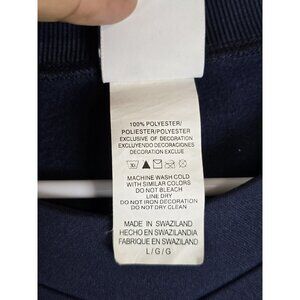 100% POLYESTER/
POLIESTER/POLYESTER
EXCLUSIVE OF DECORATION
EXCLUYENDO DECORACIONES
DECORATION EXCLUE
30
MACHINE WASH COLD
WITH SIMILAR COLORS
DO NOT BLEACH
LINE DRY
DO NOT IRON DECORATION
DO NOT DRY CLEAN
MADE IN SWAZILAND
HECHO EN SWAZILANDIA
FABRIQUE EN SWAZILAND
L/G/G